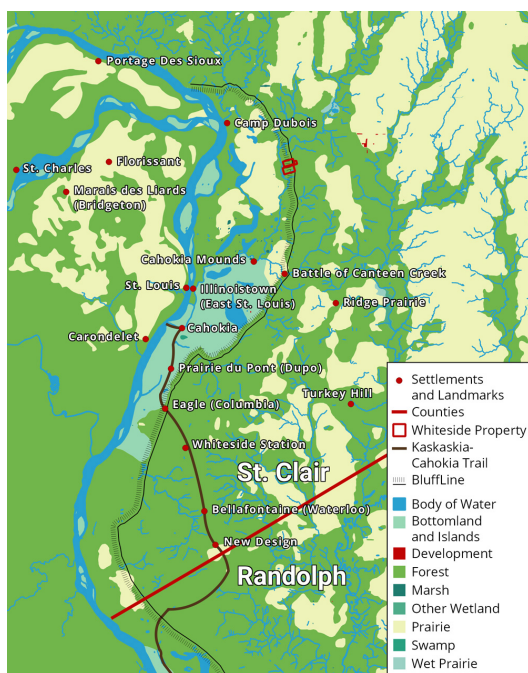 Portage Des Sioux
Camp Dubois
St. Charles
Florissant
Marais des Liards
(Bridgeton)
Cahokia Mounds
Battle of Canteen Creek
St. Louis
Illinoistown
(East St. Louis)
Ridge Prairie
Cahokia
Carondelet
Prairie du Pont (Dupo)
Turkey Hill
Eagle (Columbia)
Whiteside Station
St. Clair
Bellafontaine (Waterloo)
New Design
Randolph
Settlements
and Landmarks
Counties
Whiteside Property
Kaskaskia-
Cahokia Trail
BluffLine
Body of Water
Bottomland
and Islands
Development
Forest
Marsh
Other Wetland
Prairie
Swamp
Wet Prairie